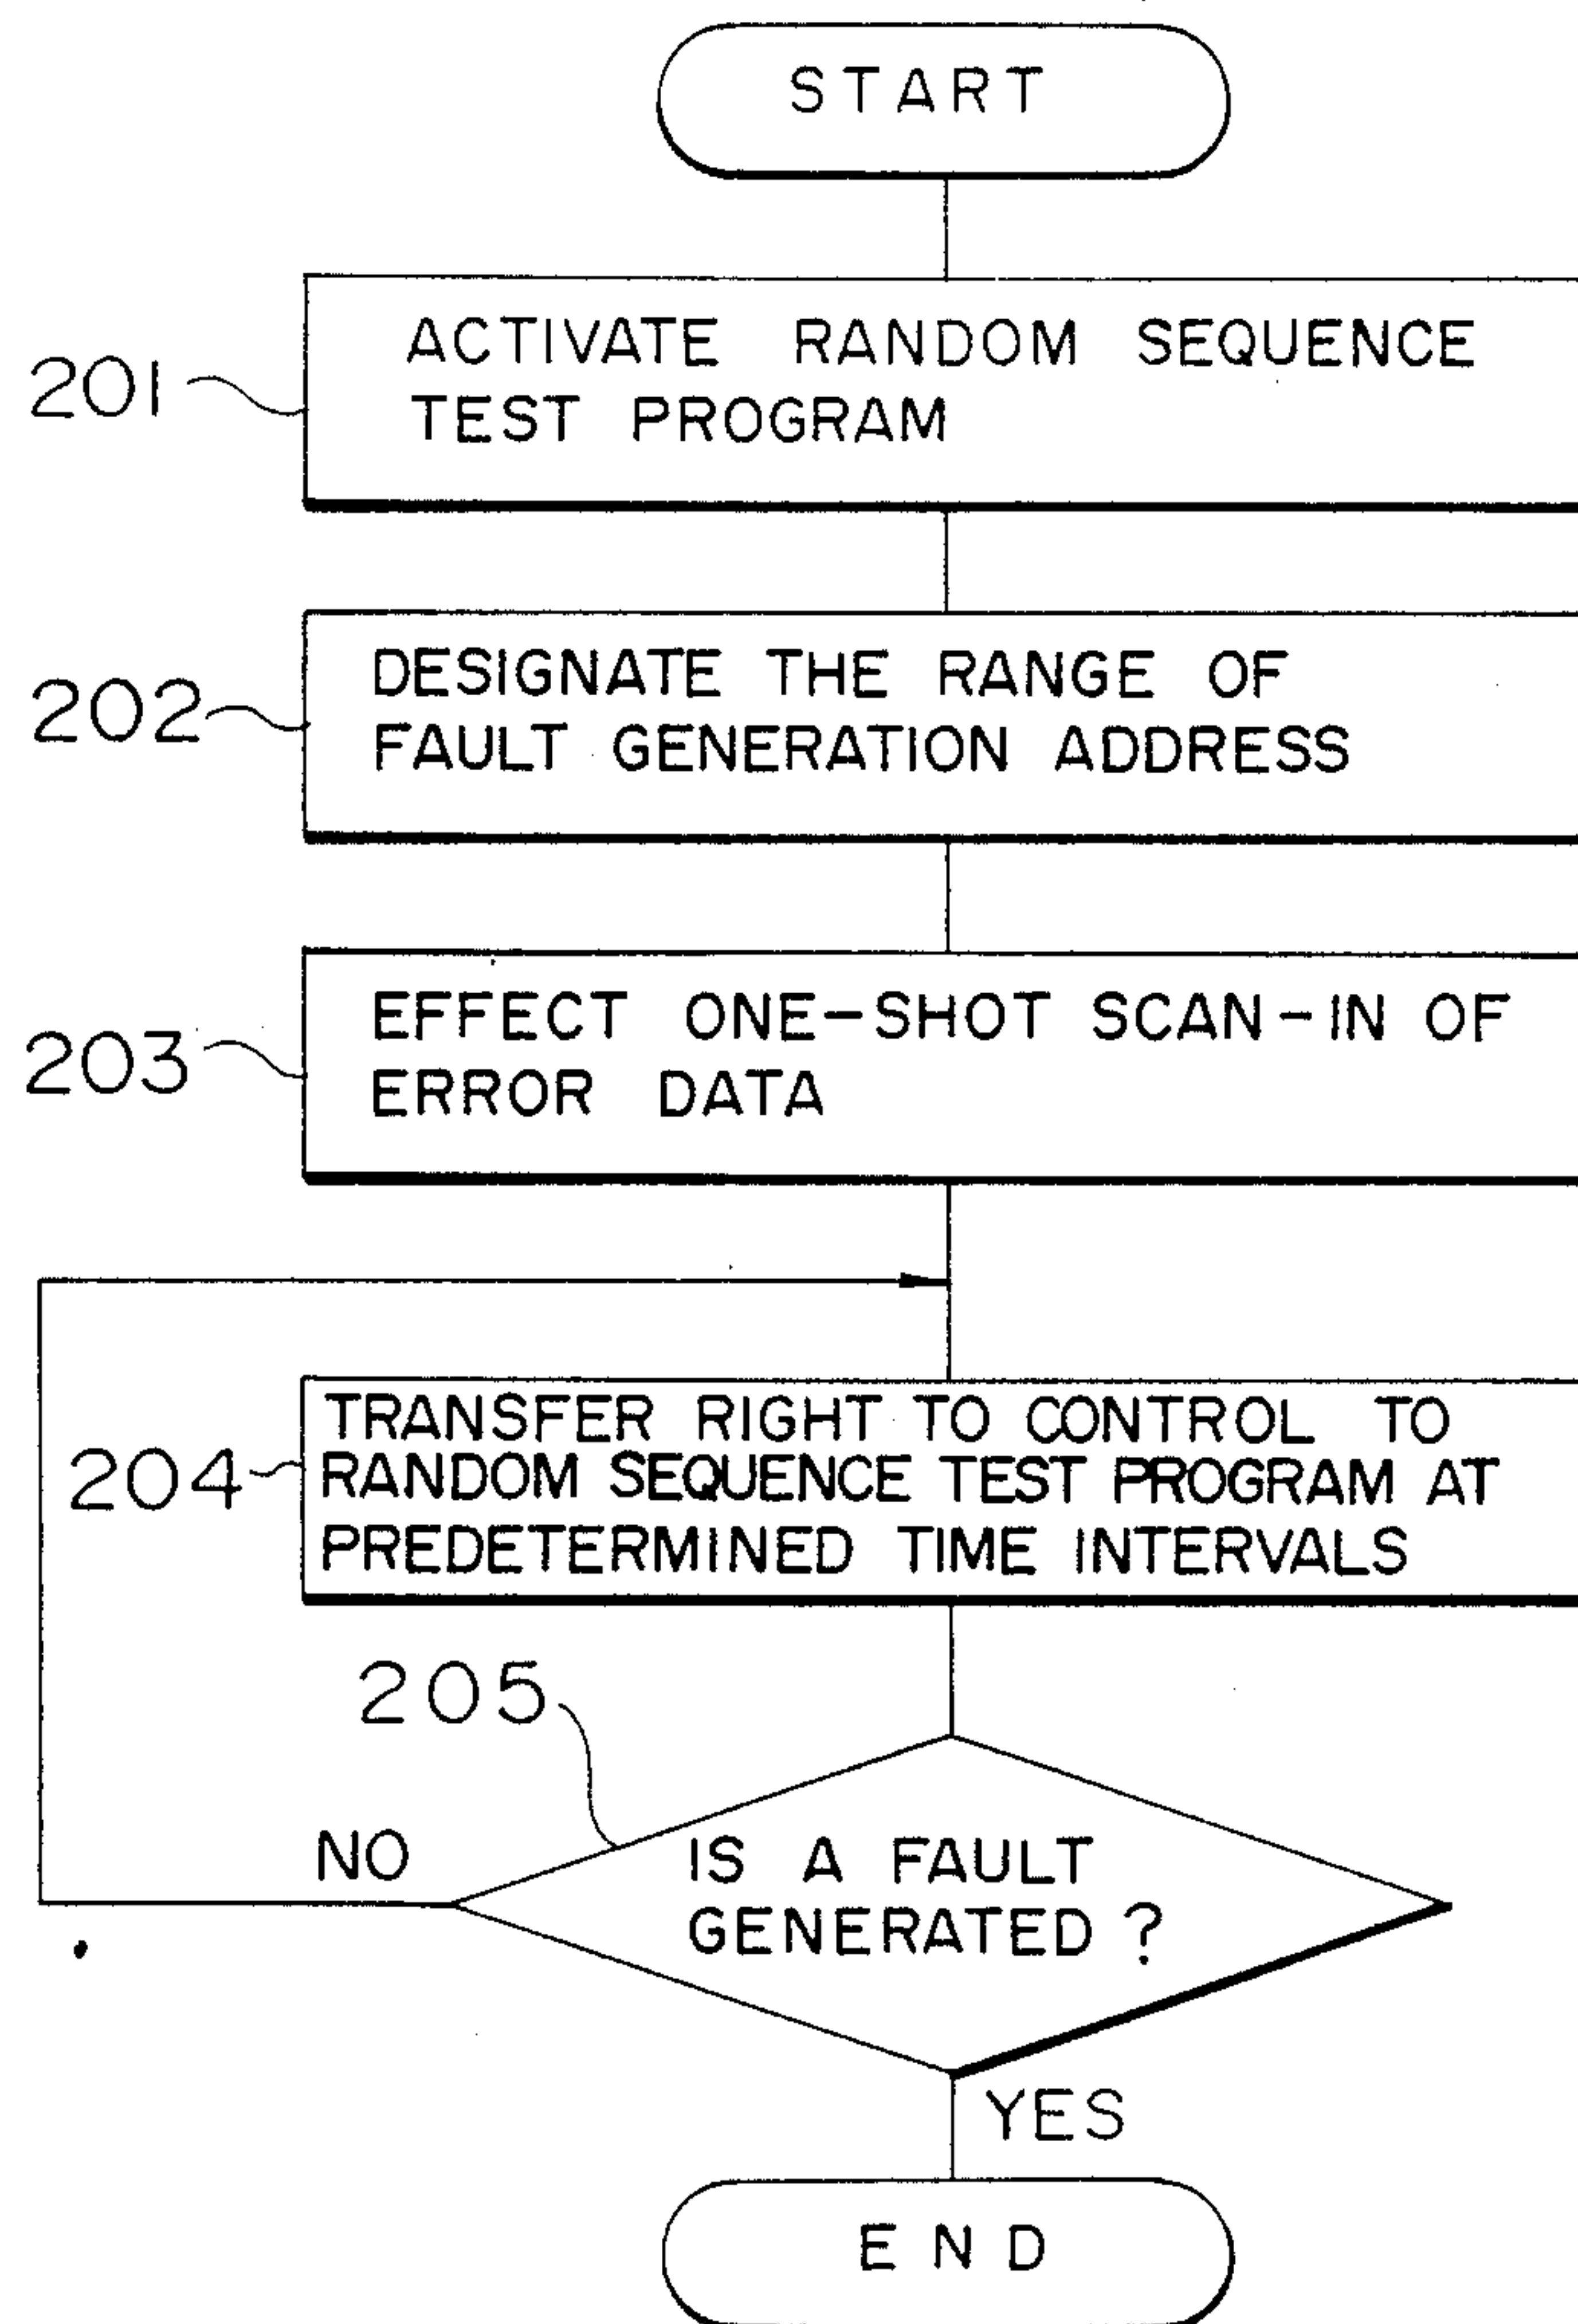 START
201
ACTIVATE RANDOM SEQUENCE
TEST PROGRAM
202
DESIGNATE THE RANGE OF
FAULT GENERATION ADDRESS
203
EFFECT ONE-SHOT SCAN-IN OF
ERROR DATA
204
TRANSFER RIGHT TO CONTROL TO
RANDOM SEQUENCE TEST PROGRAM AT
PREDETERMINED TIME INTERVALS
205
NO
IS A FAULT
GENERATED ?
YES
END